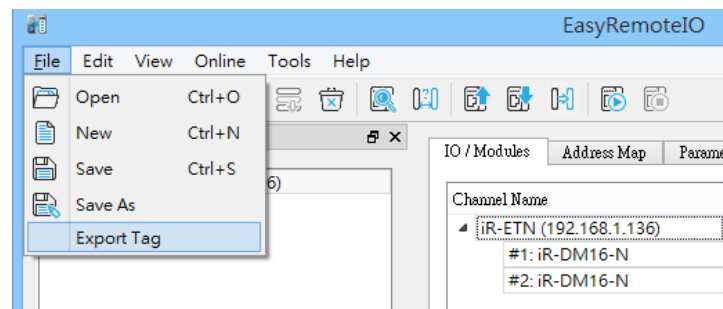 EasyRemoteIO
File Edit View Online Tools Help
Open Ctrl+O
New Ctrl+N
Save Ctrl+S
Save As
Export Tag
6)
IO / Modules Address Map
Channel Name
iR-ETN (192.168.1.136)
#1: iR-DM16-N
#2: iR-DM16-N